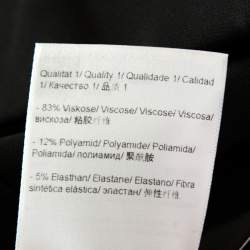 Qualität 1/ Quality 1/ Qualidade 1/ Calidad
1/ Качество 1/ 品质 1
- 83% Viskose/ Viscose/ Viscose/ Viscosa/
вискоза/ 粘胶纤维
- 12% Polyamid/ Polyamide/ Poliamida/
Poliamida/ полиамид/ 聚酰胺
- 5% Elasthan/ Elastane/ Elastano/ Fibra
sintética elástica/ эластан/ 弹性纤维